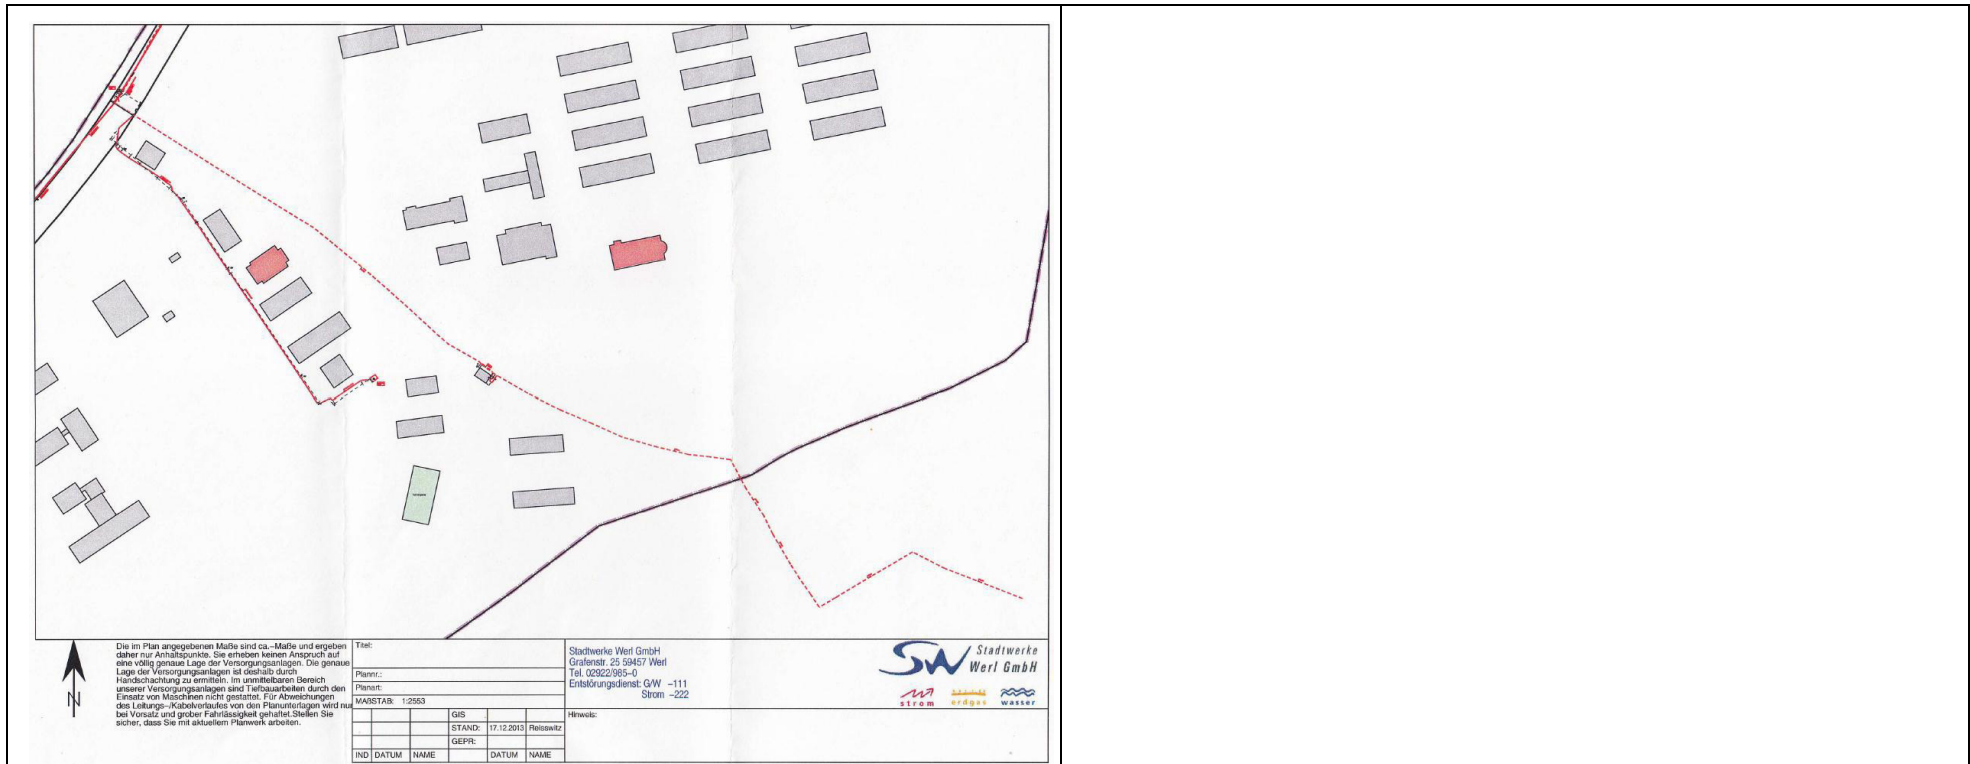 Die im Plan angegebenen Maße sind ca.-Maße und ergeben
daher nur Anhaltspunkte. Sie erheben keinen Anspruch auf
eine völlig genaue Lage der Versorgungsanlagen. Die genaue
Lage der Versorgungsanlagen ist deshalb durch
Handschachtung zu ermitteln. Im unmittelbaren Bereich
unserer Versorgungsanlagen sind Tiefbauarbeiten durch den
Einsatz von Maschinen nicht gestattet. Für Abweichungen
des Leitungs-/Kabelverlaufes von den Planunterlagen wird nur
bei Vorsatz und grober Fahrlässigkeit gehaftet.Stellen Sie
sicher, dass Sie mit aktuellem Planwerk arbeiten.
N
Titel:
Plannr.:
Planart:
MAßSTAB: 1:2553
GIS
STAND: 17.12.2013 Reisswitz
GEPR.:
IND DATUM NAME DATUM NAME
Stadtwerke Werl GmbH
Grafenstr. 25 59457 Werl
Tel. 02922/985-0
Entstörungsdienst: G/W -111
Strom -222
Hinweis:
SW Stadtwerke
Werl GmbH
strom erdgas wasser